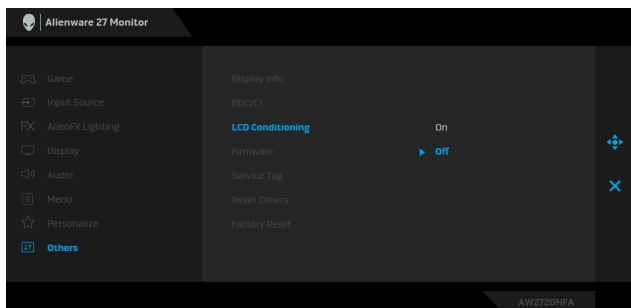 Alienware 27 Monitor
Game
Display Info
Input Source
DDC/CI
FX AlienFX Lighting
LCD Conditioning On
Display
Firmware Off
Audio
Service Tag
Menu
Reset Others
Personalize
Factory Reset
Others
AW2720HFA